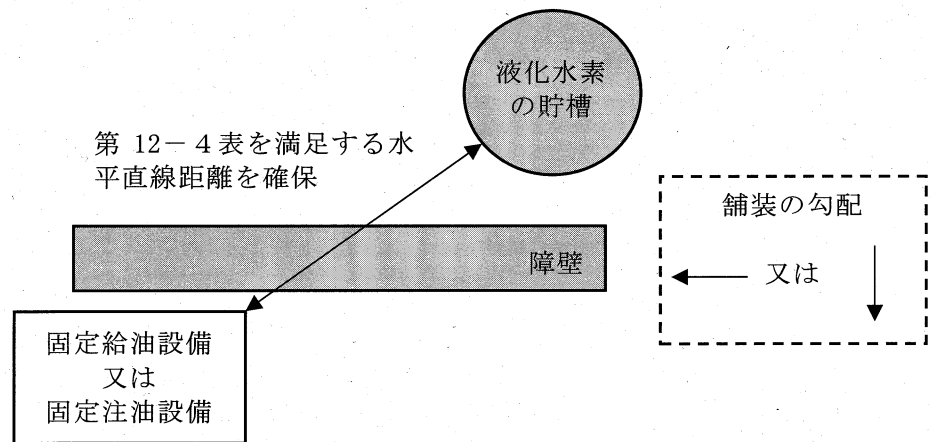 液化水素
の貯槽
第 12-4表を満足する水
平直線距離を確保
舗装の勾配
又は
障壁
固定給油設備
又は
固定注油設備